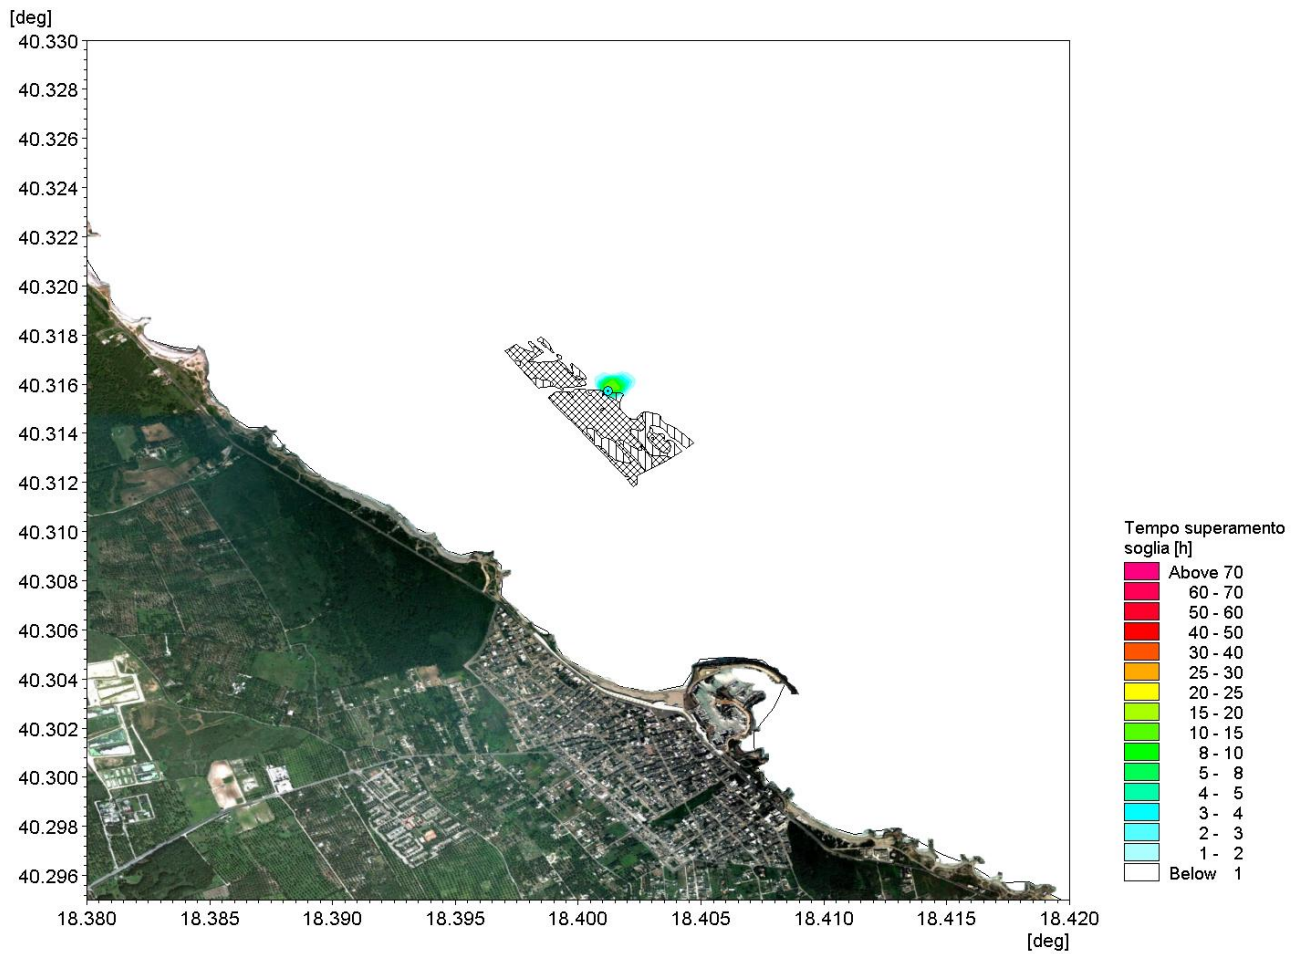 [deg]
40.330
40.328
40.326
40.324
40.322
40.320
40.318
40.316
40.314
40.312
40.310
40.308
40.306
40.304
40.302
40.300
40.298
40.296
18.380 18.385 18.390 18.395 18.400 18.405 18.410 18.415 18.420
[deg]
Tempo superamento
soglia [h]
Above 70
60 - 70
50 - 60
40 - 50
30 - 40
25 - 30
20 - 25
15 - 20
10 - 15
8 - 10
5 - 8
4 - 5
3 - 4
2 - 3
1 - 2
Below 1